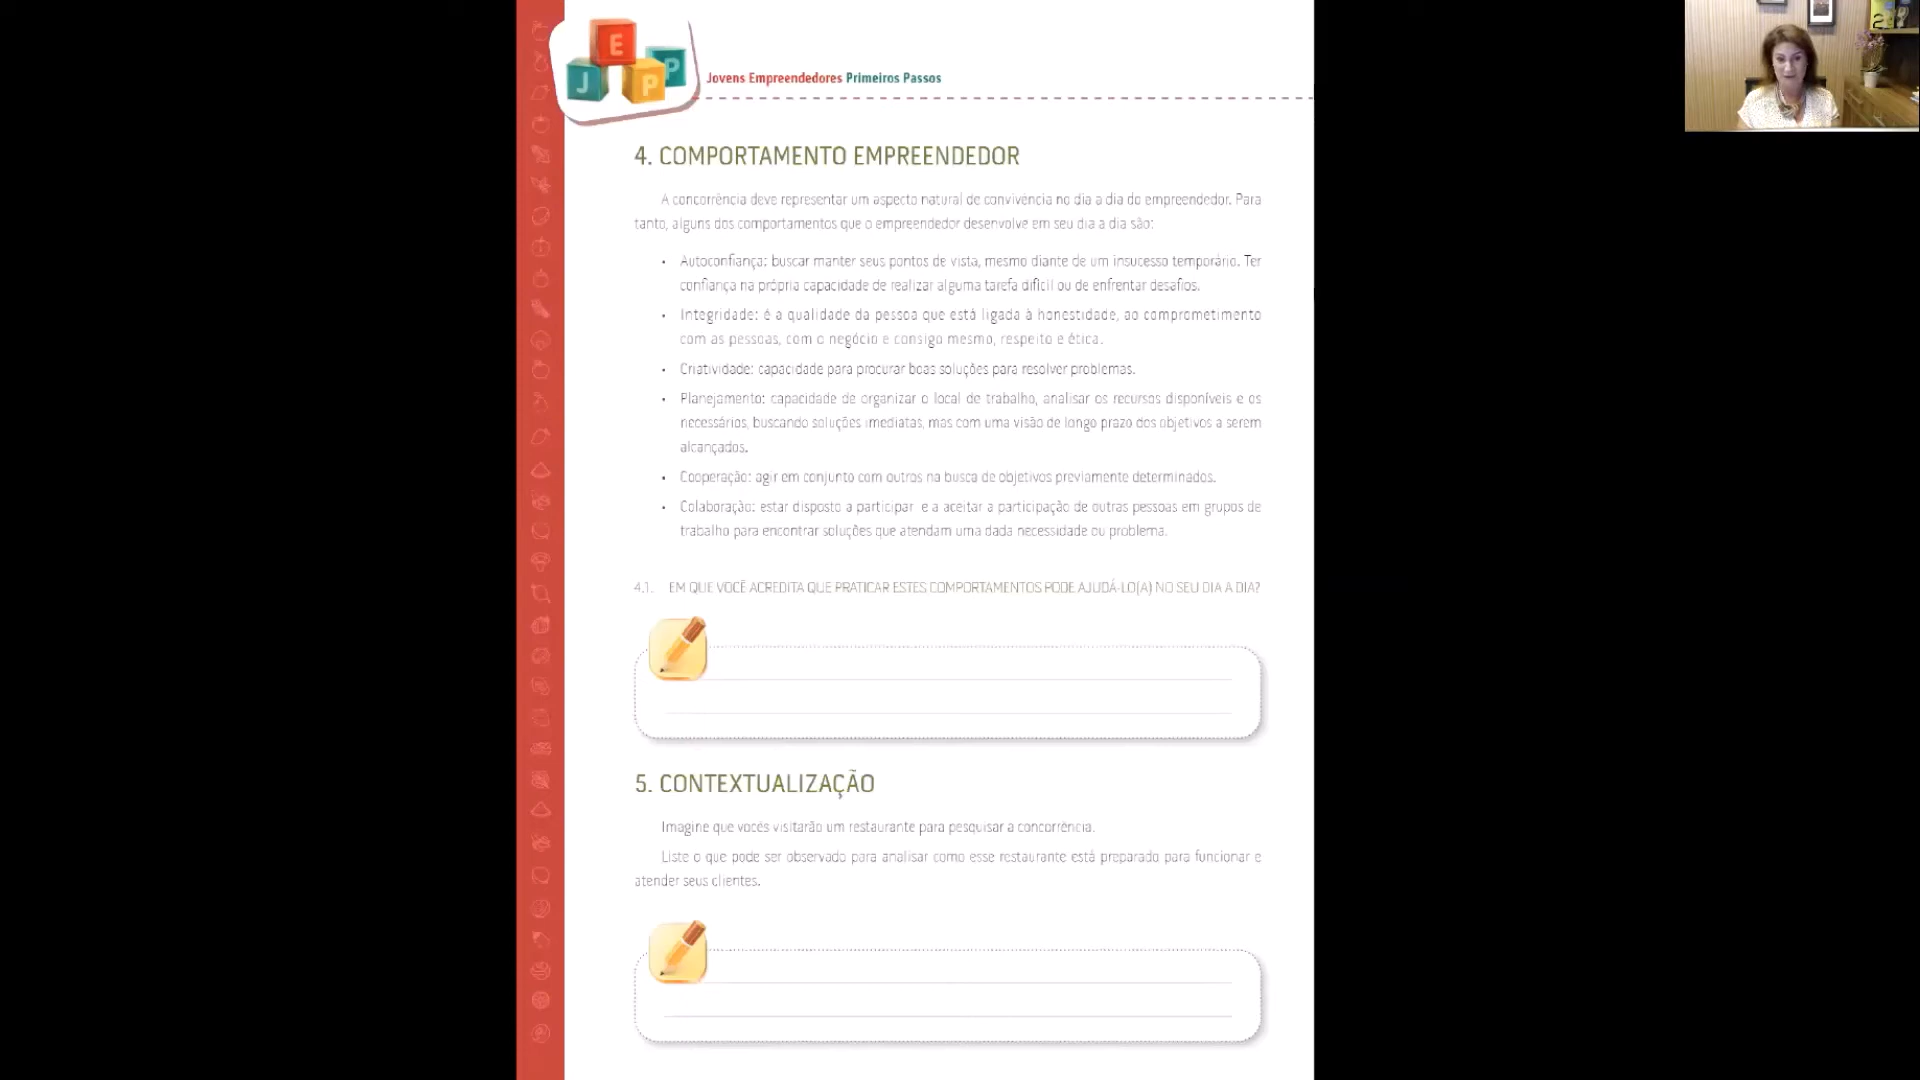 J E P P
Jovens Empreendedores Primeiros Passos
4. COMPORTAMENTO EMPREENDEDOR
A concorrência deve representar um aspecto natural de convivência no dia a dia do empreendedor. Para
tanto, alguns dos comportamentos que o empreendedor desenvolve em seu dia a dia são:
• Autoconfiança: buscar manter seus pontos de vista, mesmo diante de um insucesso temporário. Ter
confiança na própria capacidade de realizar alguma tarefa difícil ou de enfrentar desafios.
• Integridade: é a qualidade da pessoa que está ligada à honestidade, ao comprometimento
com as pessoas, com o negócio e consigo mesmo, respeito e ética.
• Criatividade: capacidade para procurar boas soluções para resolver problemas.
• Planejamento: capacidade de organizar o local de trabalho, analisar os recursos disponíveis e os
necessários, buscando soluções imediatas, mas com uma visão de longo prazo dos objetivos a serem
alcançados.
• Cooperação: agir em conjunto com outros na busca de objetivos previamente determinados.
• Colaboração: estar disposto a participar e a aceitar a participação de outras pessoas em grupos de
trabalho para encontrar soluções que atendam uma dada necessidade ou problema.
4.1. EM QUE VOCÊ ACREDITA QUE PRATICAR ESTES COMPORTAMENTOS PODE AJUDÁ-LO(A) NO SEU DIA A DIA?
5. CONTEXTUALIZAÇÃO
Imagine que vocês visitarão um restaurante para pesquisar a concorrência.
Liste o que pode ser observado para analisar como esse restaurante está preparado para funcionar e
atender seus clientes.